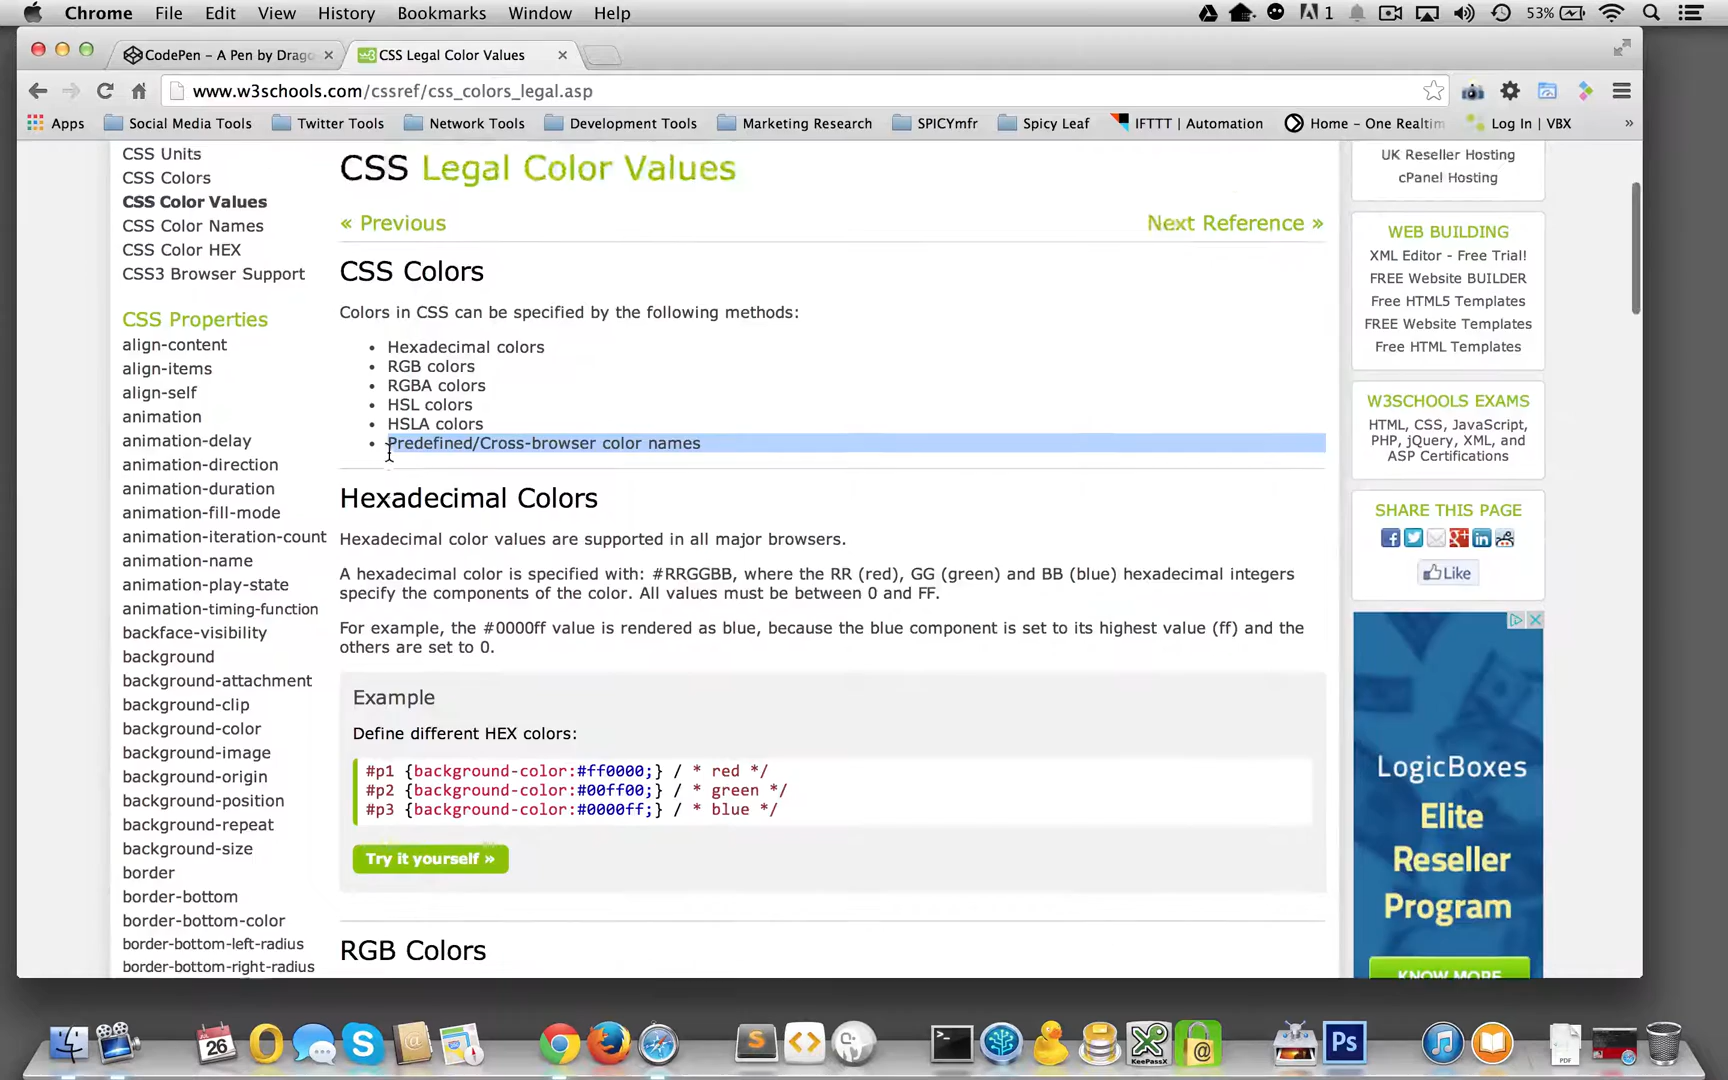 Chrome File Edit View History Bookmarks Window Help 1 53%
CodePen - A Pen by Drago CSS Legal Color Values
www.w3schools.com/cssref/css_colors_legal.asp
Apps Social Media Tools Twitter Tools Network Tools Development Tools Marketing Research SPICYmfr Spicy Leaf IFTTT | Automation Home - One Realtim Log In | VBX »
CSS Units
CSS Colors
CSS Color Values
CSS Color Names
CSS Color HEX
CSS3 Browser Support
CSS Properties
align-content
align-items
align-self
animation
animation-delay
animation-direction
animation-duration
animation-fill-mode
animation-iteration-count
animation-name
animation-play-state
animation-timing-function
backface-visibility
background
background-attachment
background-clip
background-color
background-image
background-origin
background-position
background-repeat
background-size
border
border-bottom
border-bottom-color
border-bottom-left-radius
border-bottom-right-radius
CSS Legal Color Values
« Previous Next Reference »
CSS Colors
Colors in CSS can be specified by the following methods:
• Hexadecimal colors
• RGB colors
• RGBA colors
• HSL colors
• HSLA colors
• Predefined/Cross-browser color names
Hexadecimal Colors
Hexadecimal color values are supported in all major browsers.
A hexadecimal color is specified with: #RRGGBB, where the RR (red), GG (green) and BB (blue) hexadecimal integers
specify the components of the color. All values must be between 0 and FF.
For example, the #0000ff value is rendered as blue, because the blue component is set to its highest value (ff) and the
others are set to 0.
Example
Define different HEX colors:
#p1 {background-color:#ff0000;} / * red */
#p2 {background-color:#00ff00;} / * green */
#p3 {background-color:#0000ff;} / * blue */
Try it yourself »
RGB Colors
UK Reseller Hosting
cPanel Hosting
WEB BUILDING
XML Editor - Free Trial!
FREE Website BUILDER
Free HTML5 Templates
FREE Website Templates
Free HTML Templates
W3SCHOOLS EXAMS
HTML, CSS, JavaScript,
PHP, jQuery, XML, and
ASP Certifications
SHARE THIS PAGE
Like
LogicBoxes
Elite
Reseller
Program
KNOW MORE
JUL
26
KeePassX
Ps
PDF